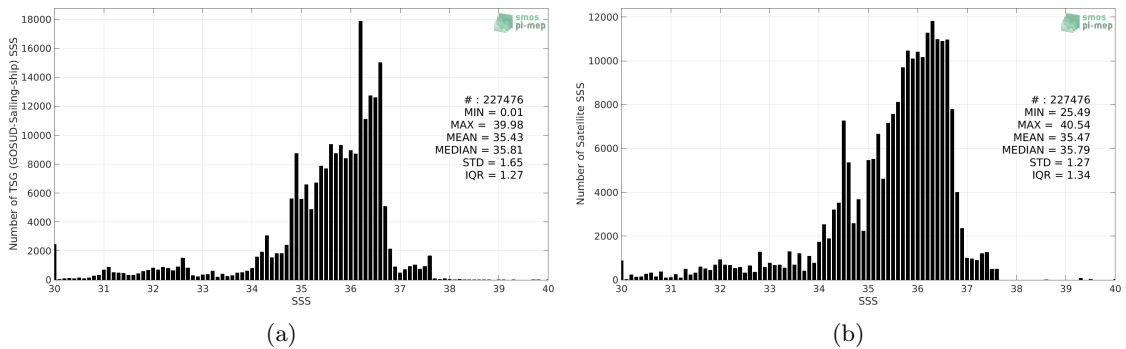 Number of TSG (GOSUD-Sailing-ship) SSS
18000
16000
14000
12000
10000
8000
6000
4000
2000
0
30 31 32 33 34 35 36 37 38 39 40
SSS
smos
pi-mep
# : 227476
MIN = 0.01
MAX = 39.98
MEAN = 35.43
MEDIAN = 35.81
STD = 1.65
IQR = 1.27
(a)
Number of Satellite SSS
12000
10000
8000
6000
4000
2000
0
30 31 32 33 34 35 36 37 38 39 40
SSS
smos
pi-mep
# : 227476
MIN = 25.49
MAX = 40.54
MEAN = 35.47
MEDIAN = 35.79
STD = 1.27
IQR = 1.34
(b)